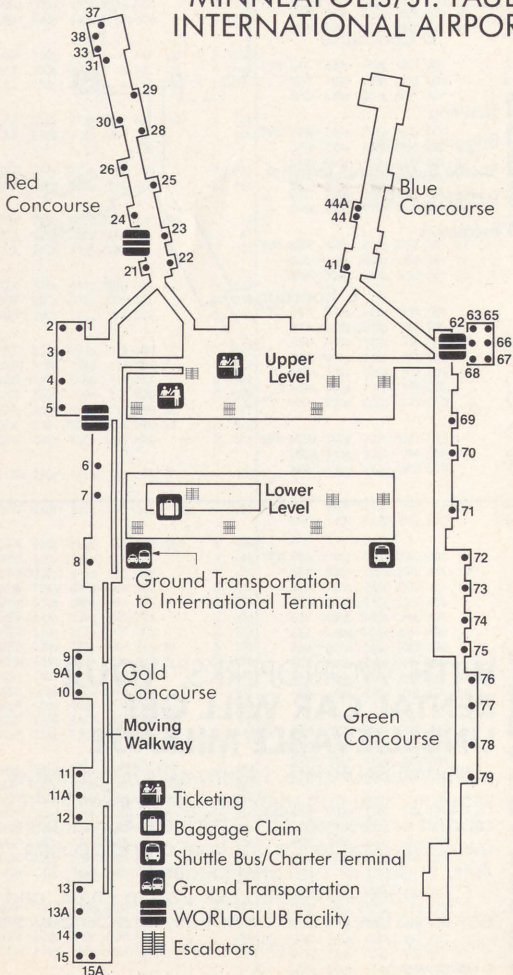 MINNEAPOLIS/ST. PAUL
INTERNATIONAL AIRPOR
37
38
33
31
29
30
28
26
25
Red
Concourse
24
23
22
21
Blue
Concourse
44A
44
41
2
1
3
4
5
62
63 65
66
67
68
Upper
Level
6
7
69
70
Lower
Level
71
8
72
Ground Transportation
to International Terminal
73
74
75
9
9A
10
Gold
Concourse
76
77
Moving
Walkway
Green
Concourse
78
79
11
11A
12
Ticketing
Baggage Claim
Shuttle Bus/Charter Terminal
13
Ground Transportation
13A
WORLDCLUB Facility
14
Escalators
15
15A